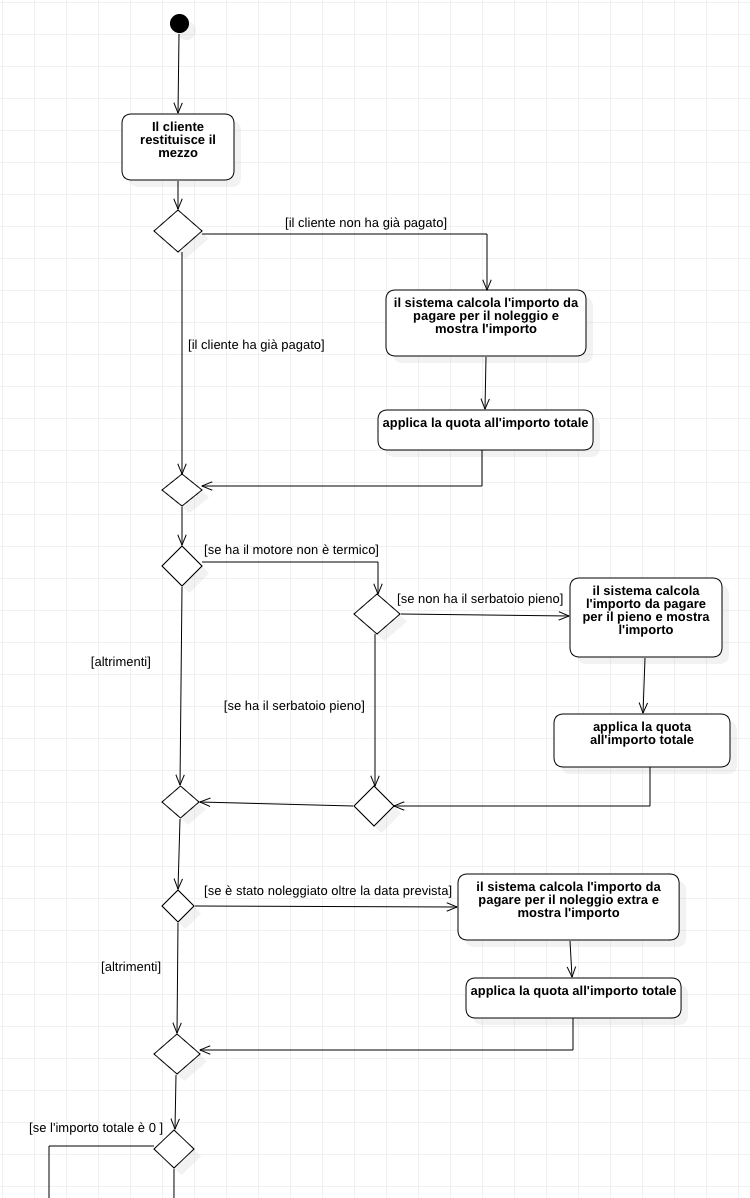 Il cliente
restituisce il
mezzo
[il cliente non ha già pagato]
il sistema calcola l'importo da
pagare per il noleggio e
mostra l'importo
[il cliente ha già pagato]
applica la quota all'importo totale
[se ha il motore non è termico]
[se non ha il serbatoio pieno]
il sistema calcola
l'importo da pagare
per il pieno e mostra
l'importo
[altrimenti]
[se ha il serbatoio pieno]
applica la quota
all'importo totale
[se è stato noleggiato oltre la data prevista]
il sistema calcola l'importo da
pagare per il noleggio extra e
mostra l'importo
[altrimenti]
applica la quota all'importo totale
[se l'importo totale è 0 ]